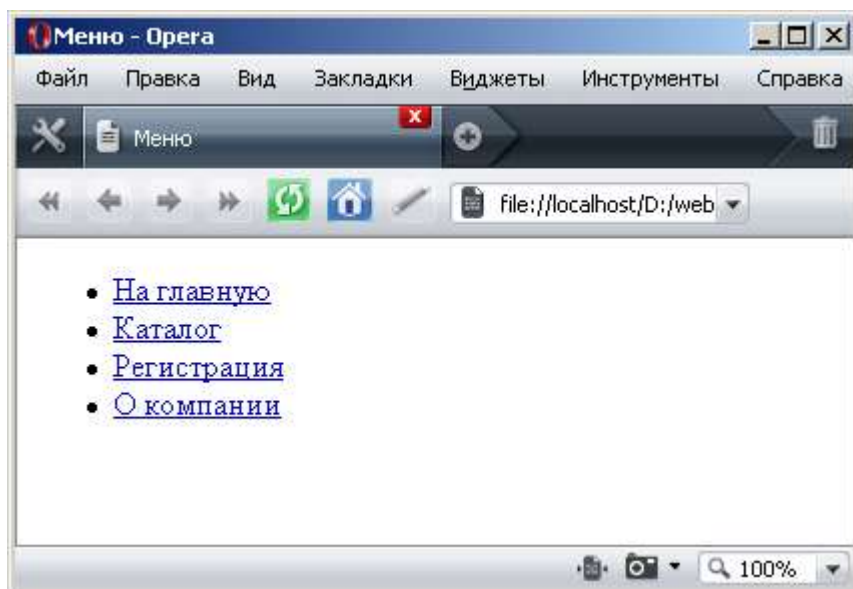 Меню - Opera
Файл Правка Вид Закладки Виджеты Инструменты Справка
Меню
file://localhost/D:/web
На главную
Каталог
Регистрация
О компании
100%